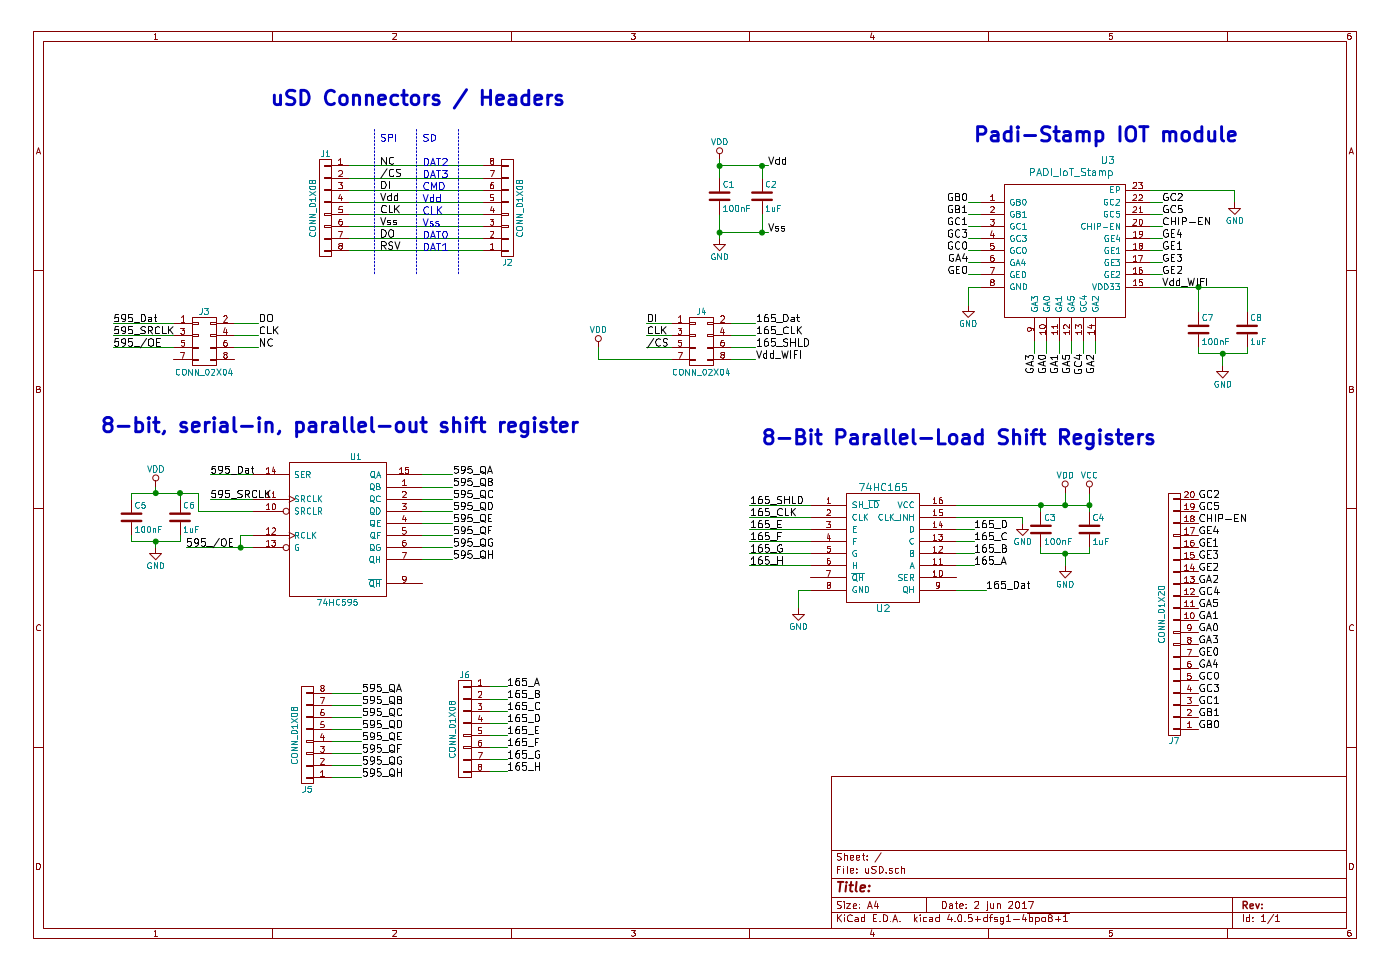 1 2 3 4 5 6
uSD Connectors / Headers
SPI SD
J1
1 NC DAT2 8
2 /CS DAT3 7
3 DI CMD 6
4 Vdd Vdd 5
5 CLK CLK 4
6 Vss Vss 3
7 DO DAT0 2
8 RSV DAT1 1
CONN_01X08
CONN_01X08
J2
VDD
Vdd
C1
100nF
C2
1uF
Vss
GND
Padi-Stamp IOT module
U3
PADI_IoT_Stamp
EP 23
GB0 1 GB0 GC2 22 GC2
GB1 2 GB1 GC5 21 GC5
GC1 3 GC1 CHIP-EN 20 CHIP-EN
GC3 4 GC3 GE4 19 GE4
GC0 5 GC0 GE1 18 GE1
GA4 6 GA4 GE3 17 GE3
GE0 7 GE0 GE2 16 GE2
8 GND VDD33 15 Vdd_WIFI
GA3 GA0 GA1 GA5 GC4 GA2
9 10 11 12 13 14
GA3 GA0 GA1 GA5 GC4 GA2
GND
GND
C7
100nF
C8
1uF
GND
J3
595_Dat 1 2 DO
595_SRCLK 3 4 CLK
595_/OE 5 6 NC
7 8
CONN_02X04
VDD
J4
DI 1 2 165_Dat
CLK 3 4 165_CLK
/CS 5 6 165_SHLD
7 8 Vdd_WIFI
CONN_02X04
8-bit, serial-in, parallel-out shift register
VDD
C5
100nF
C6
1uF
GND
U1
595_Dat 14 SER QA 15 595_QA
QB 1 595_QB
595_SRCLK 11 SRCLK QC 2 595_QC
10 SRCLR QD 3 595_QD
QE 4 595_QE
12 RCLK QF 5 595_QF
595_/OE 13 G QG 6 595_QG
QH 7 595_QH
QH 9
74HC595
8-Bit Parallel-Load Shift Registers
74HC165
165_SHLD 1 SH_LD VCC 16
165_CLK 2 CLK CLK_INH 15
165_E 3 E D 14 165_D
165_F 4 F C 13 165_C
165_G 5 G B 12 165_B
165_H 6 H A 11 165_A
7 QH SER 10
8 GND QH 9 165_Dat
U2
GND
VDD VCC
GND
C3
100nF
C4
1uF
GND
20 GC2
19 GC5
18 CHIP-EN
17 GE4
16 GE1
15 GE3
14 GE2
13 GA2
12 GC4
11 GA5
10 GA1
9 GA0
8 GA3
7 GE0
6 GA4
5 GC0
4 GC3
3 GC1
2 GB1
1 GB0
CONN_01X20
J7
8 595_QA
7 595_QB
6 595_QC
5 595_QD
4 595_QE
3 595_QF
2 595_QG
1 595_QH
CONN_01X08
J5
J6
1 165_A
2 165_B
3 165_C
4 165_D
5 165_E
6 165_F
7 165_G
8 165_H
CONN_01X08
A A
B B
C C
D D
Sheet: /
File: uSD.sch
Title:
Size: A4 Date: 2 jun 2017 Rev:
KiCad E.D.A. kicad 4.0.5+dfsg1-4~bpo8+1 Id: 1/1
1 2 3 4 5 6